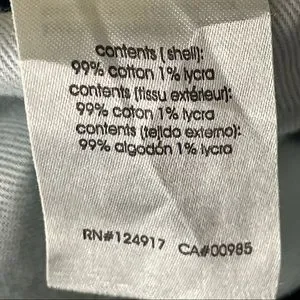 contents (shell):
99% cotton 1% lycra
contents (tissu extérieur):
99% coton 1% lycra
contents (tejido externo):
99% algodón 1% lycra
RN#124917 CA#00985